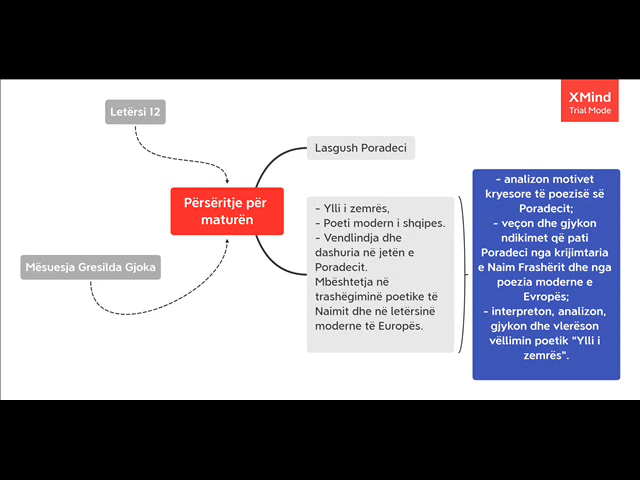 XMind
Trial Mode
Letërsi 12
Lasgush Poradeci
Përsëritje për
maturën
Mësuesja Gresilda Gjoka
- Ylli i zemrës,
- Poeti modern i shqipes.
- Vendlindja dhe
dashuria në jetën e
Poradecit.
Mbështetja në
trashëgiminë poetike të
Naimit dhe në letërsinë
moderne të Europës.
- analizon motivet
kryesore të poezisë së
Poradecit;
- veçon dhe gjykon
ndikimet që pati
Poradeci nga krijimtaria
e Naim Frashërit dhe nga
poezia moderne e
Evropës;
- interpreton, analizon,
gjykon dhe vlerëson
vëllimin poetik "Ylli i
zemrës".